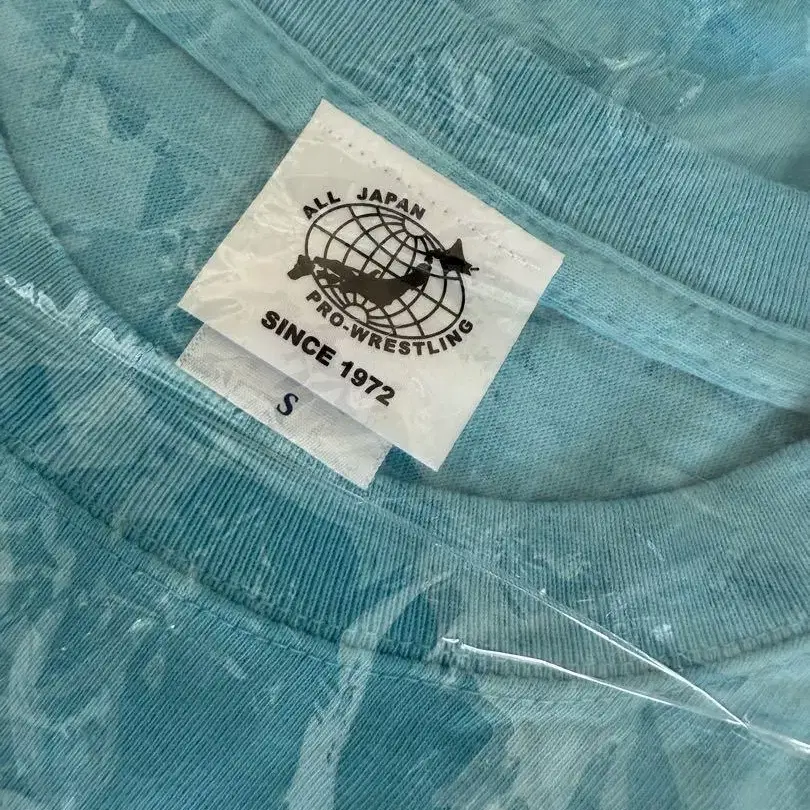 ALL JAPAN
PRO-WRESTLING
SINCE 1972
S